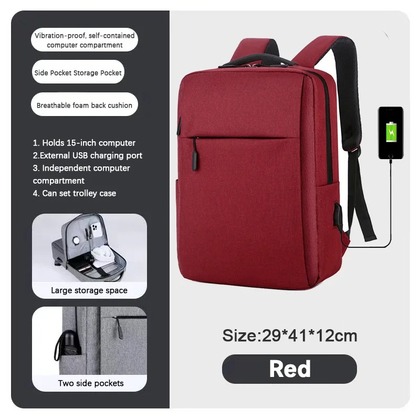 Vibration-proof, self-contained
computer compartment
Side Pocket Storage Pocket
Breathable foam back cushion
1. Holds 15-inch computer
2.External USB charging port
3. Independent computer
compartment
4. Can set trolley case
Large storage space
Two side pockets
Size:29*41*12cm
Red